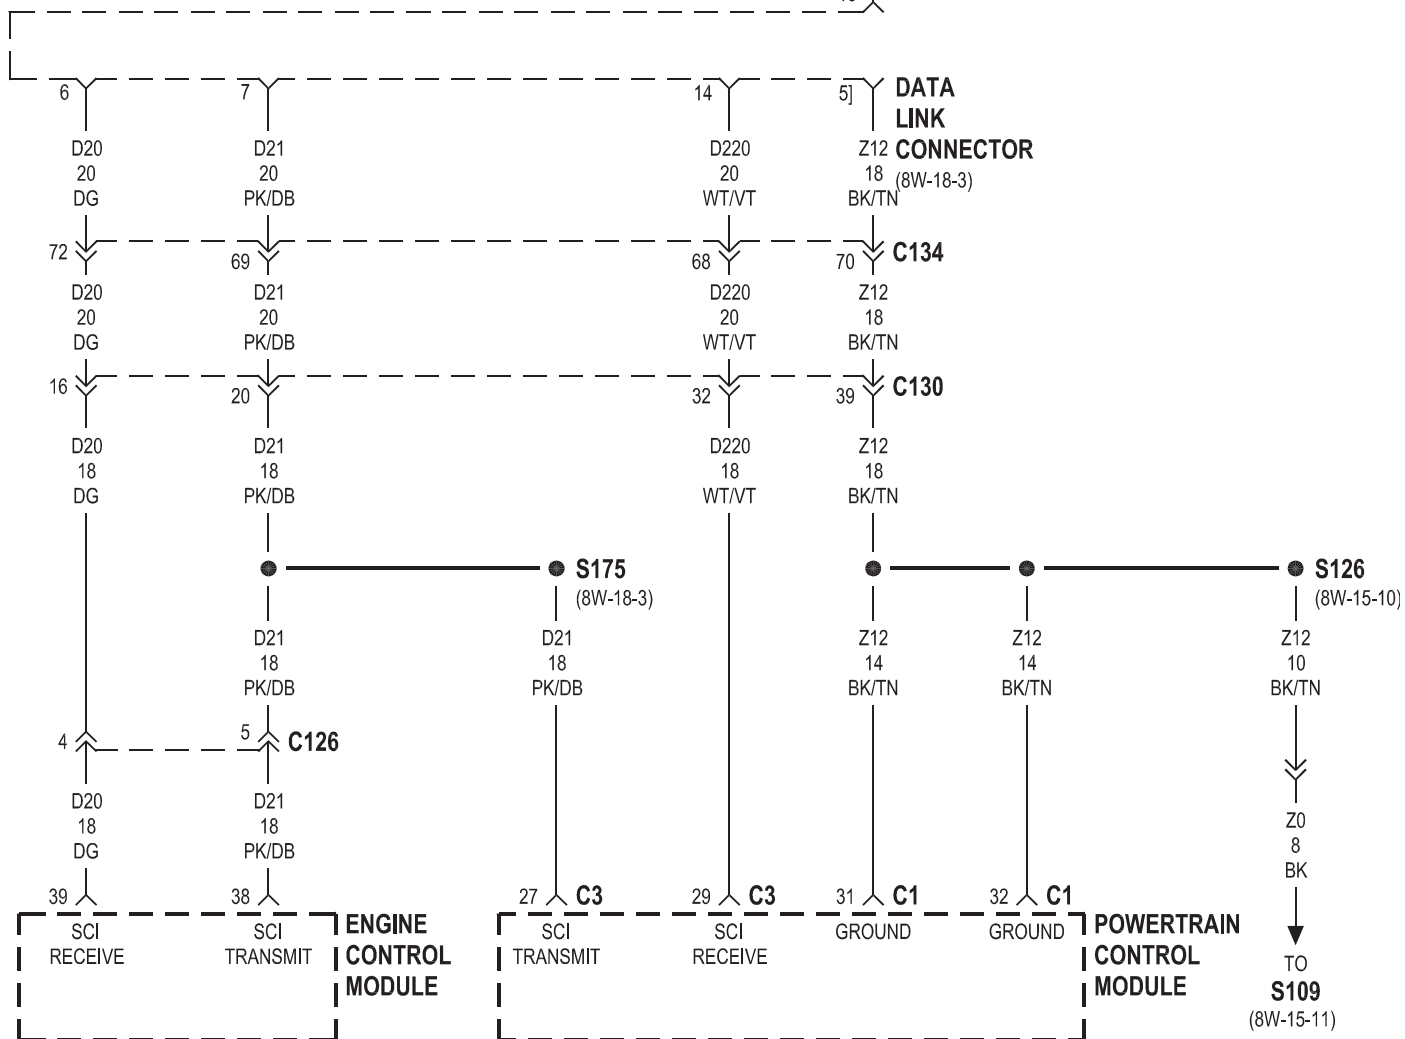 6
7
14
5]
DATA
LINK
CONNECTOR
(8W-18-3)
D20
20
DG
D21
20
PK/DB
D220
20
WT/VT
Z12
18
BK/TN
72
69
68
70
C134
D20
20
DG
D21
20
PK/DB
D220
20
WT/VT
Z12
18
BK/TN
16
20
32
39
C130
D20
18
DG
D21
18
PK/DB
D220
18
WT/VT
Z12
18
BK/TN
S175
(8W-18-3)
S126
(8W-15-10)
D21
18
PK/DB
D21
18
PK/DB
Z12
14
BK/TN
Z12
14
BK/TN
Z12
10
BK/TN
4
5
C126
D20
18
DG
D21
18
PK/DB
Z0
8
BK
39
38
27
C3
29
C3
31
C1
32
C1
SCI
RECEIVE
SCI
TRANSMIT
ENGINE
CONTROL
MODULE
SCI
TRANSMIT
SCI
RECEIVE
GROUND
GROUND
POWERTRAIN
CONTROL
MODULE
TO
S109
(8W-15-11)